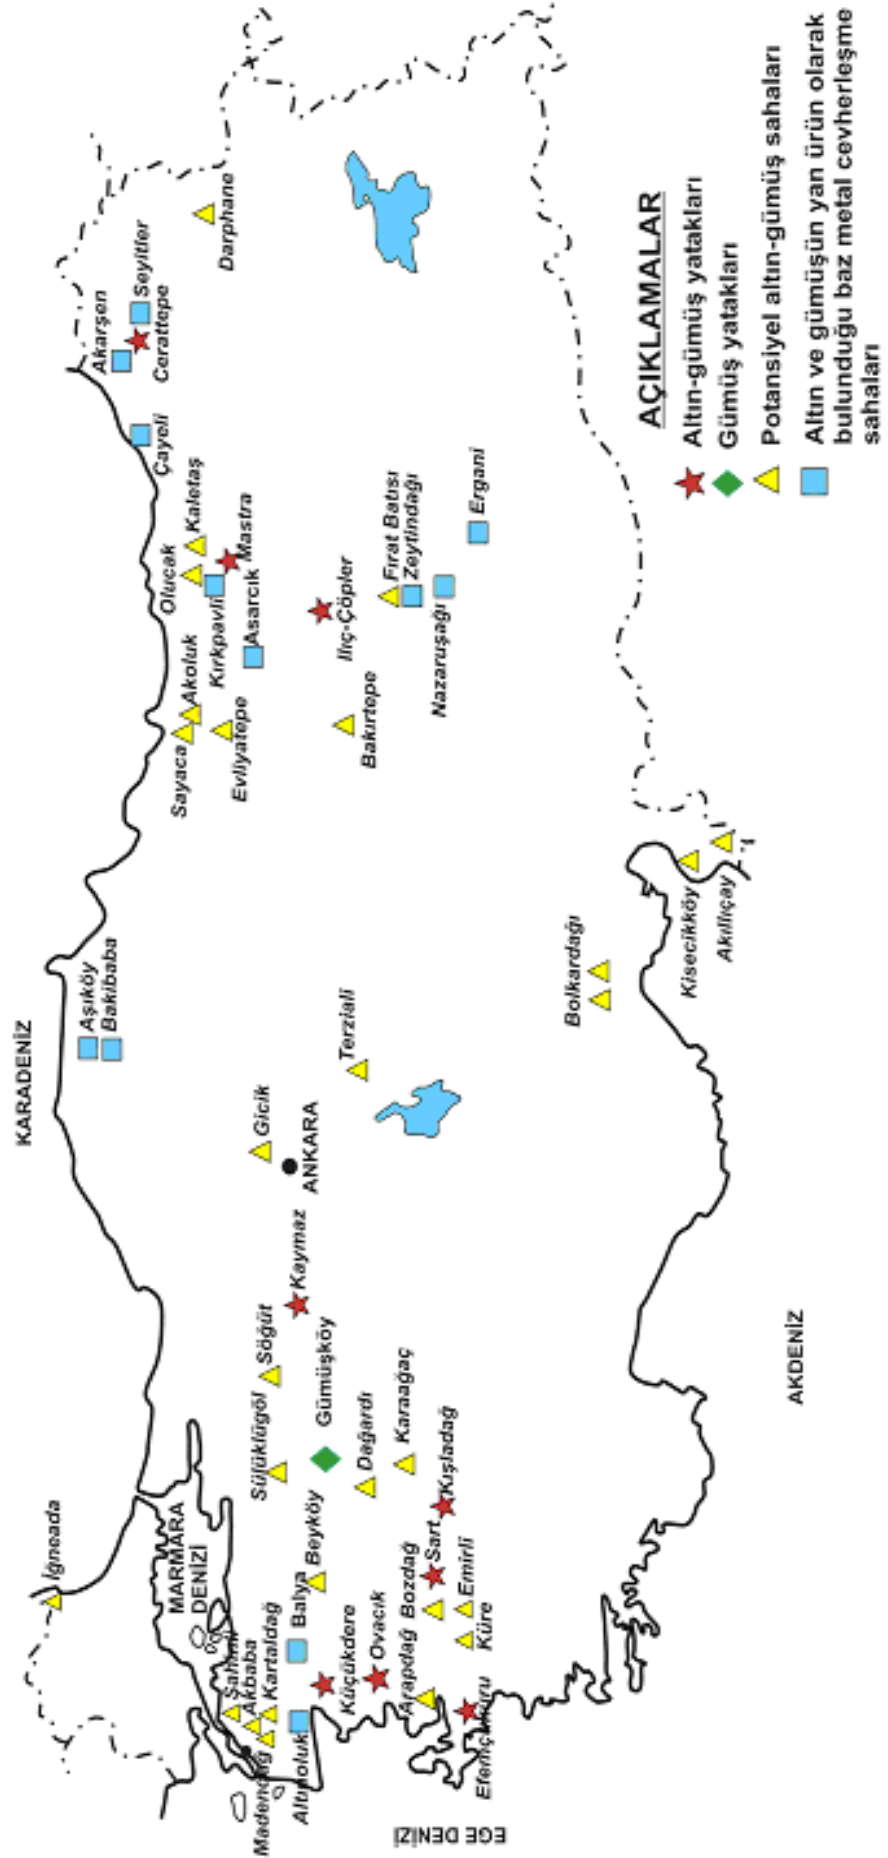 KARADENİZ
İğneada
MARMARA
DENİZİ
Akbaba
Kartaldağ
Altınoluk
Balya
Beyköy
Sülüklügöl
Söğüt
Gümüşköy
Kaymaz
Gicik
ANKARA
Aşıköy
Bakibaba
Terziali
Küçükdere
Ovacık
Dağardı
Karaağaç
Kışladağ
Arapdağ
Bozdağ
Sart
Emirli
Küre
EGE DENİZİ
AKDENİZ
Bolkardağı
Kisecikköy
Akıllıçay
Sayaca
Akoluk
Evliyatepe
Olucak
Kaletaş
Kırkpavli
Mastra
Asarcık
Bakırtepe
Iliç-Çöpler
Fırat Batısı
Zeytindağı
Nazaruşağı
Ergani
Çayeli
Akarşen
Seyitler
Cerattepe
Darphane
AÇIKLAMALAR
Altın-gümüş yatakları
Gümüş yatakları
Potansiyel altın-gümüş sahaları
Altın ve gümüşün yan ürün olarak
bulunduğu baz metal cevherleşme
sahaları